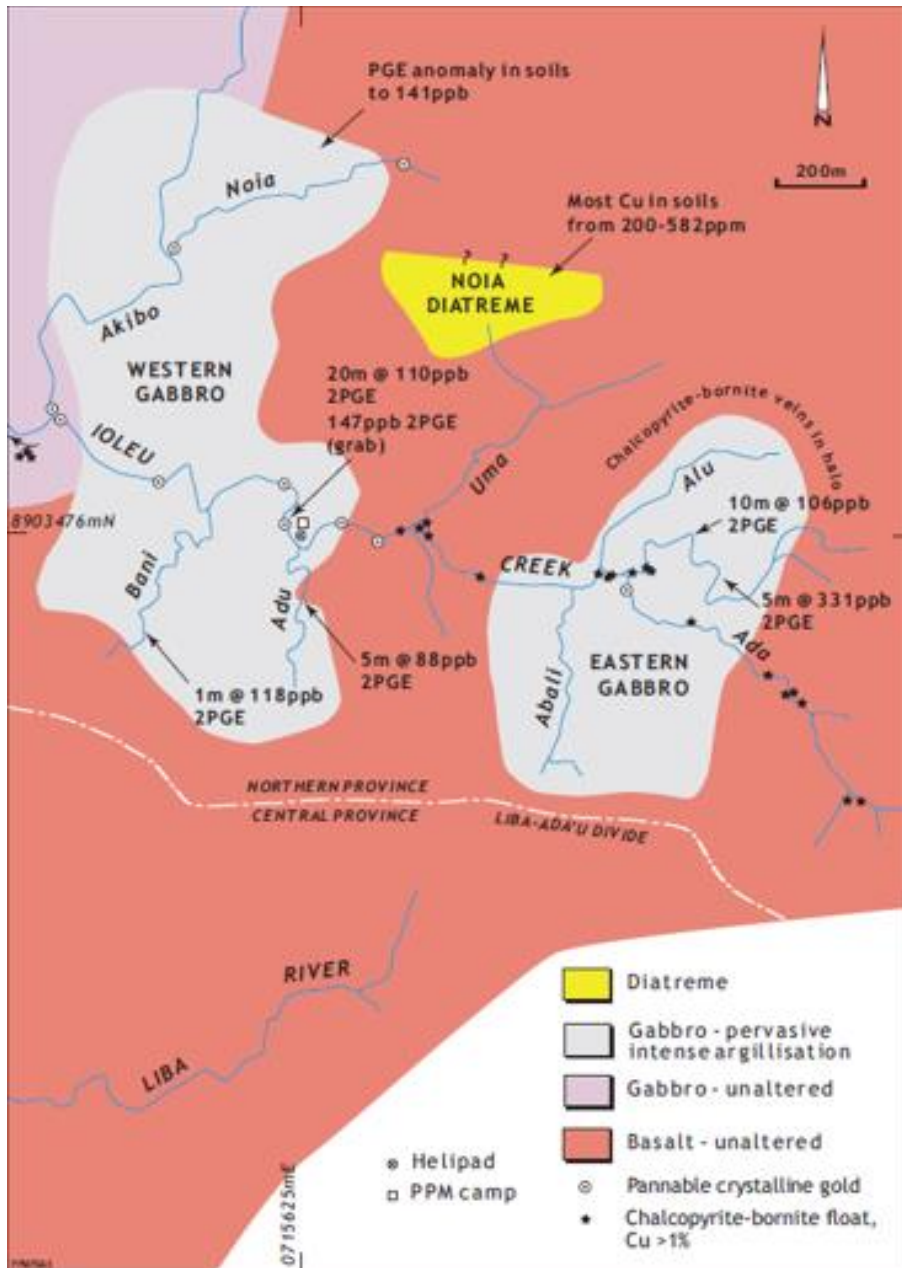 PGE anomaly in soils
to 141ppb
N
200m
Noia
Most Cu in soils
from 200-582ppm
? ?
NOIA
DIATREME
Akibo
WESTERN
GABBRO
20m @ 110ppb
2PGE
147ppb 2PGE
(grab)
Chalcopyrite-bornite veins in halo
IOLEU
Uma
Alu
8903476mN
10m @ 106ppb
2PGE
CREEK
Bani
Adu
5m @ 331ppb
2PGE
Ada
5m @ 88ppb
2PGE
EASTERN
GABBRO
Abali
1m @ 118ppb
2PGE
NORTHERN PROVINCE
CENTRAL PROVINCE
LIBA-ADA'U DIVIDE
RIVER
LIBA
Diatreme
Gabbro - pervasive
intense argillisation
Gabbro - unaltered
Basalt - unaltered
Helipad
PPM camp
Pannable crystalline gold
Chalcopyrite-bornite float,
Cu >1%
0715625mE